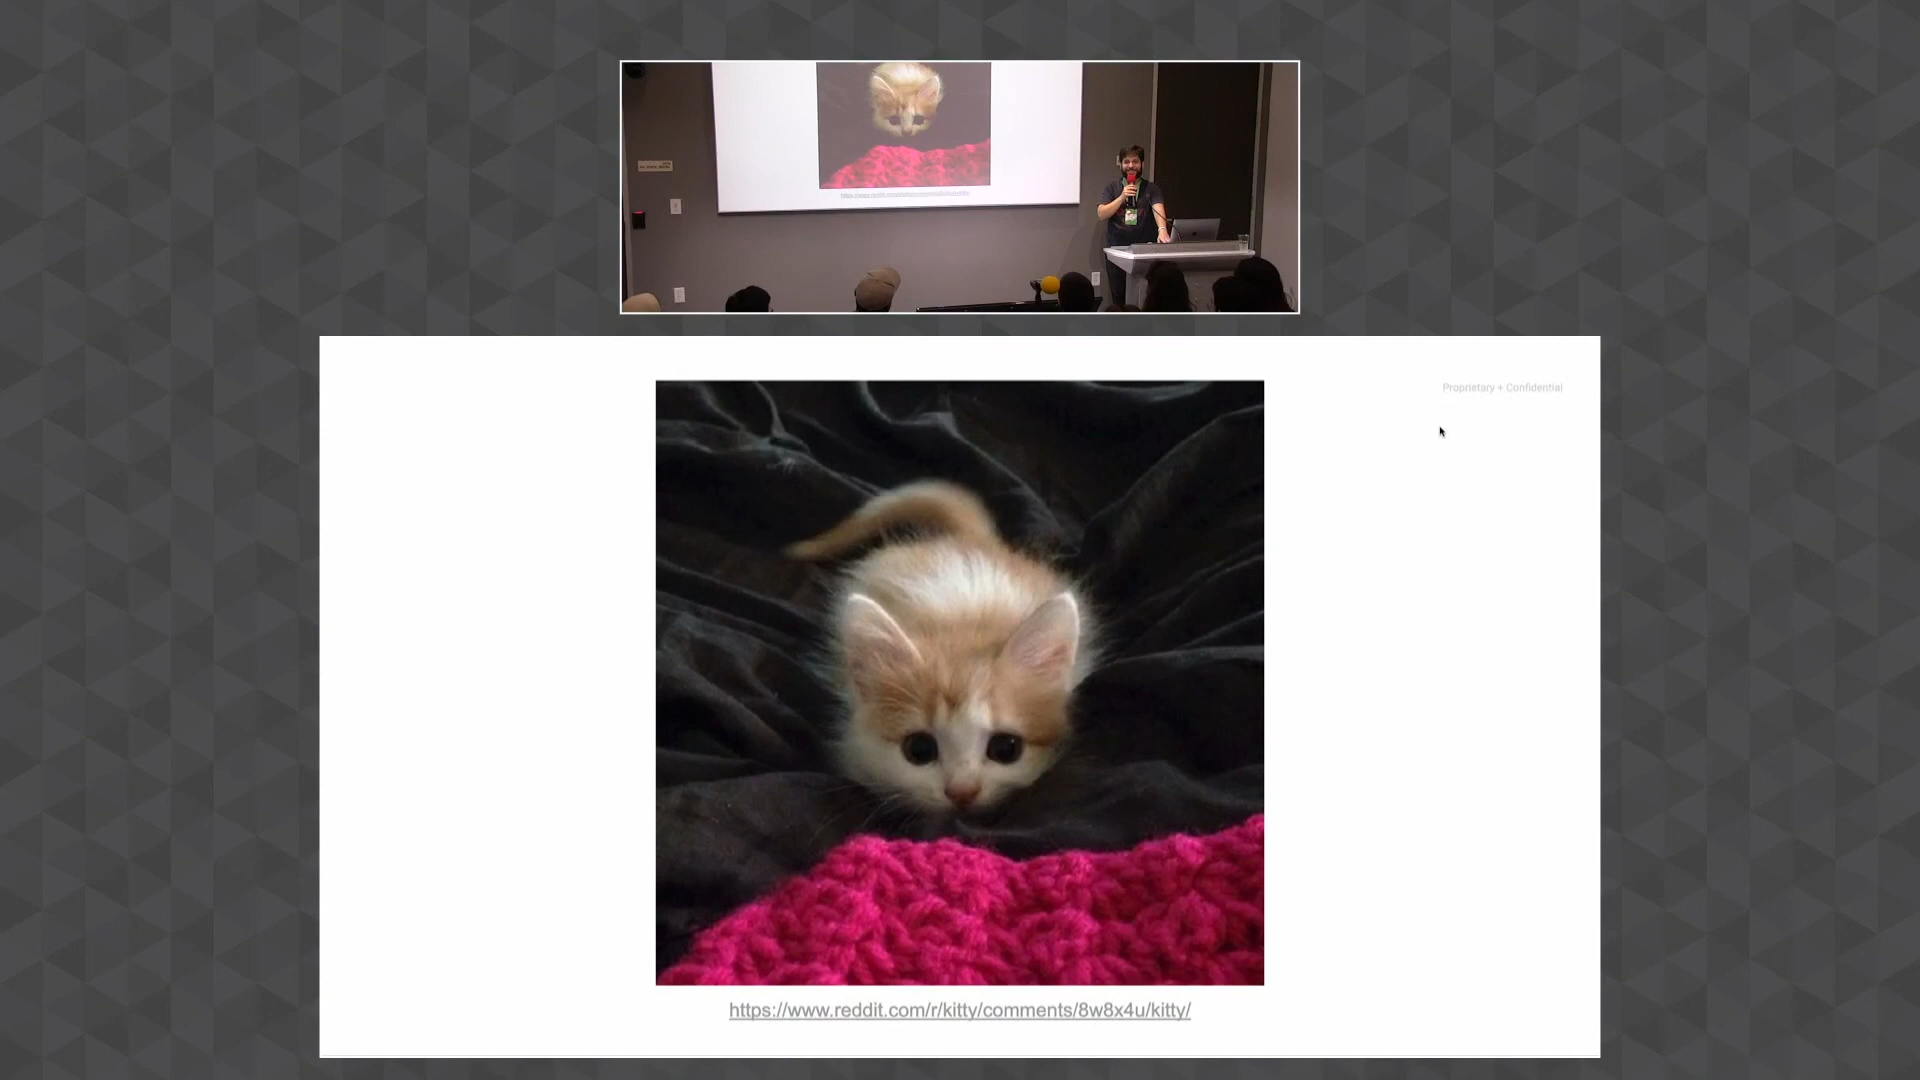 Proprietary + Confidential
https://www.reddit.com/r/kitty/comments/8w8x4u/kitty/